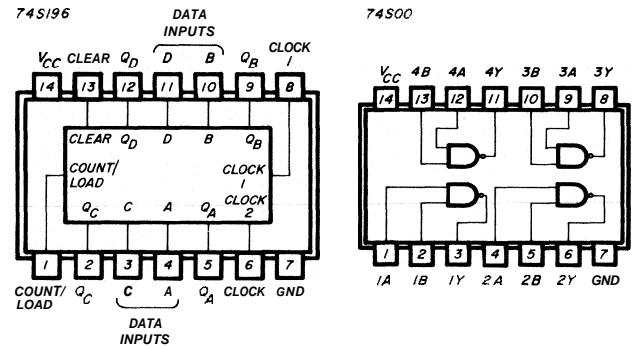 74S196
DATA
INPUTS
VCC CLEAR QD D B QB CLOCK 1
14 13 12 11 10 9 8
CLEAR QD D B QB
COUNT/
LOAD
CLOCK
1
CLOCK
2
QC C A QA
1 2 3 4 5 6 7
COUNT/
LOAD
QC C A QA CLOCK GND
DATA
INPUTS
74S00
VCC 4B 4A 4Y 3B 3A 3Y
14 13 12 11 10 9 8
1 2 3 4 5 6 7
1A 1B 1Y 2A 2B 2Y GND